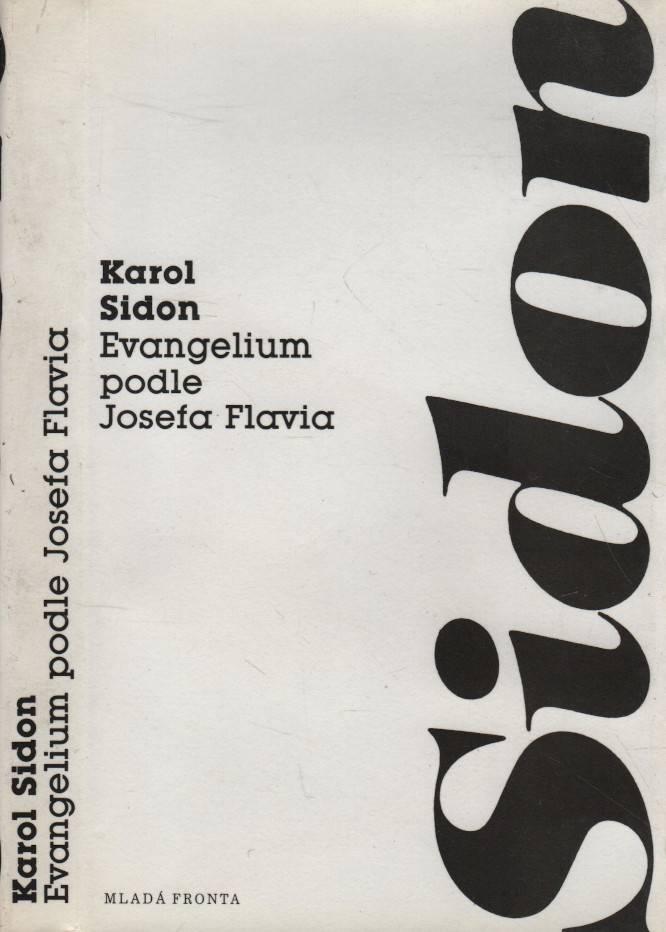 Karol Sidon
Evangelium podle Josefa Flavia
Karol
Sidon
Evangelium
podle
Josefa Flavia
MLADÁ FRONTA
Sidon